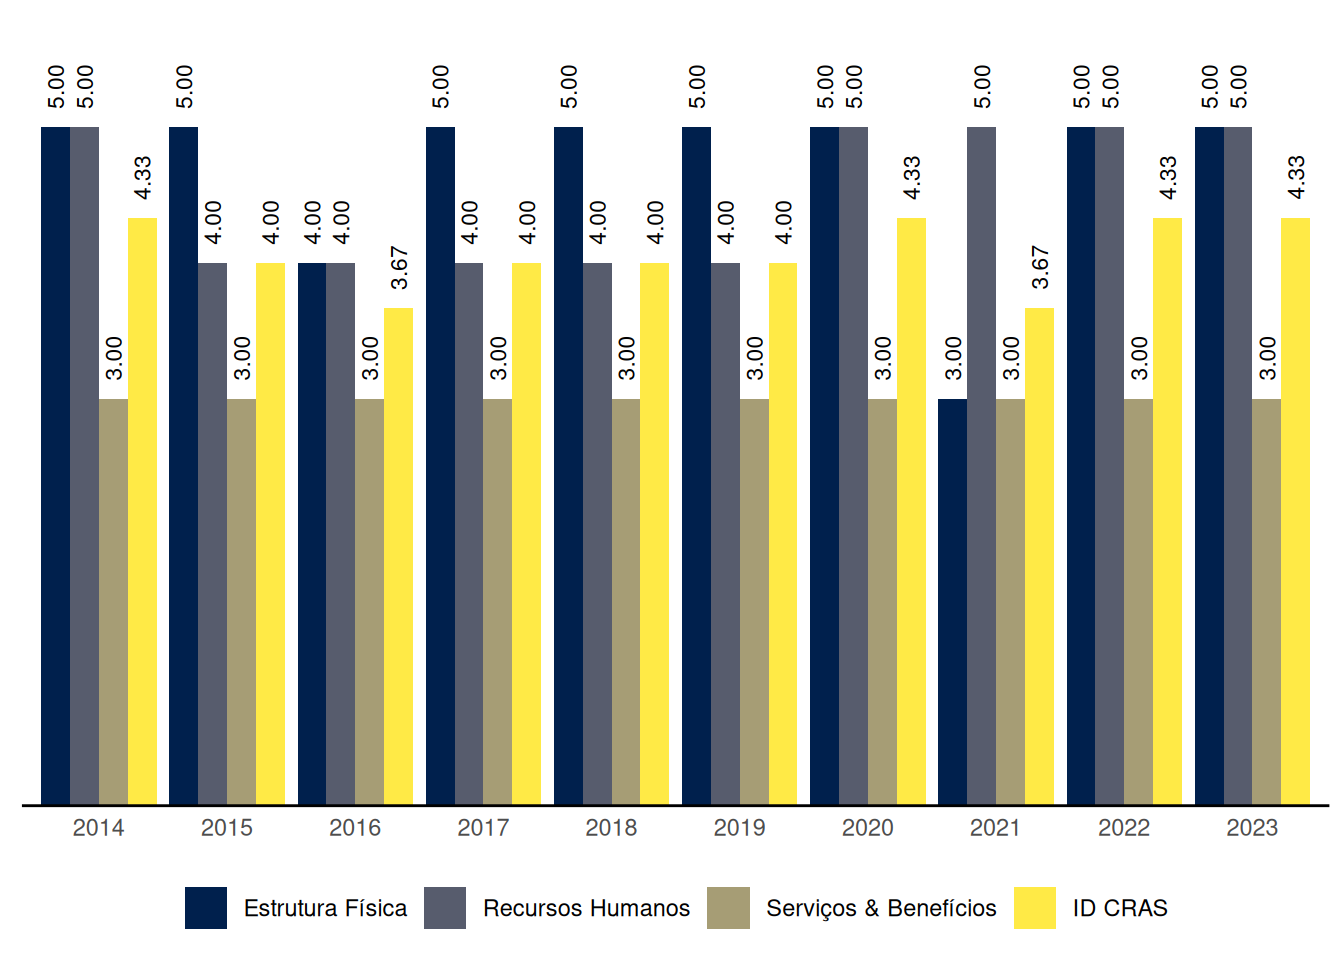 5.00 5.00 5.00 5.00 5.00 5.00 5.00 5.00 5.00 5.00 5.00 5.00 5.00
4.33 4.33 4.33 4.33
4.00 4.00 4.00 4.00 4.00 4.00 4.00 4.00 4.00 4.00
3.67 3.67
3.00 3.00 3.00 3.00 3.00 3.00 3.00 3.00 3.00 3.00 3.00
2014 2015 2016 2017 2018 2019 2020 2021 2022 2023
Estrutura Física Recursos Humanos Serviços & Benefícios ID CRAS